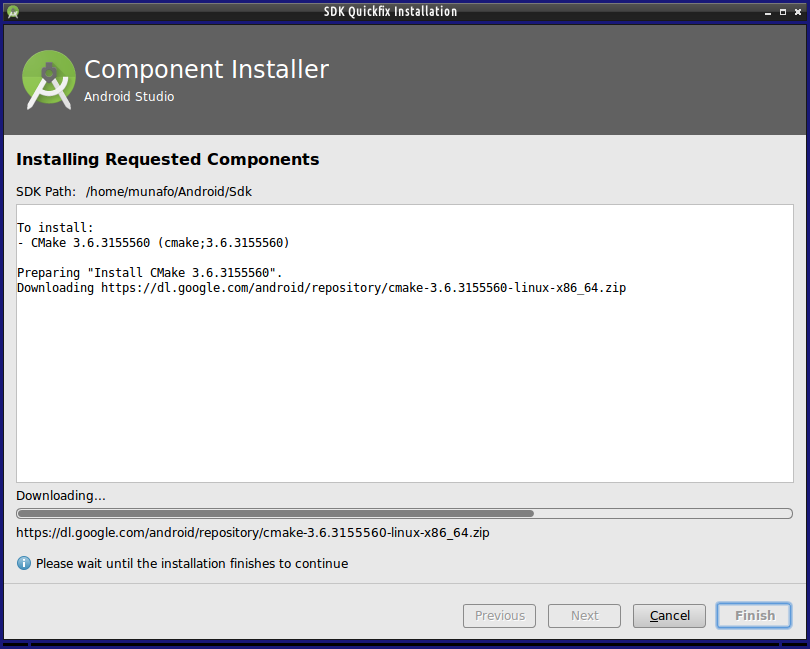 SDK Quickfix Installation
Component Installer
Android Studio
Installing Requested Components
SDK Path: /home/munafo/Android/Sdk
To install:
- CMake 3.6.3155560 (cmake;3.6.3155560)
Preparing "Install CMake 3.6.3155560".
Downloading https://dl.google.com/android/repository/cmake-3.6.3155560-linux-x86_64.zip
Downloading...
https://dl.google.com/android/repository/cmake-3.6.3155560-linux-x86_64.zip
Please wait until the installation finishes to continue
Previous Next Cancel Finish